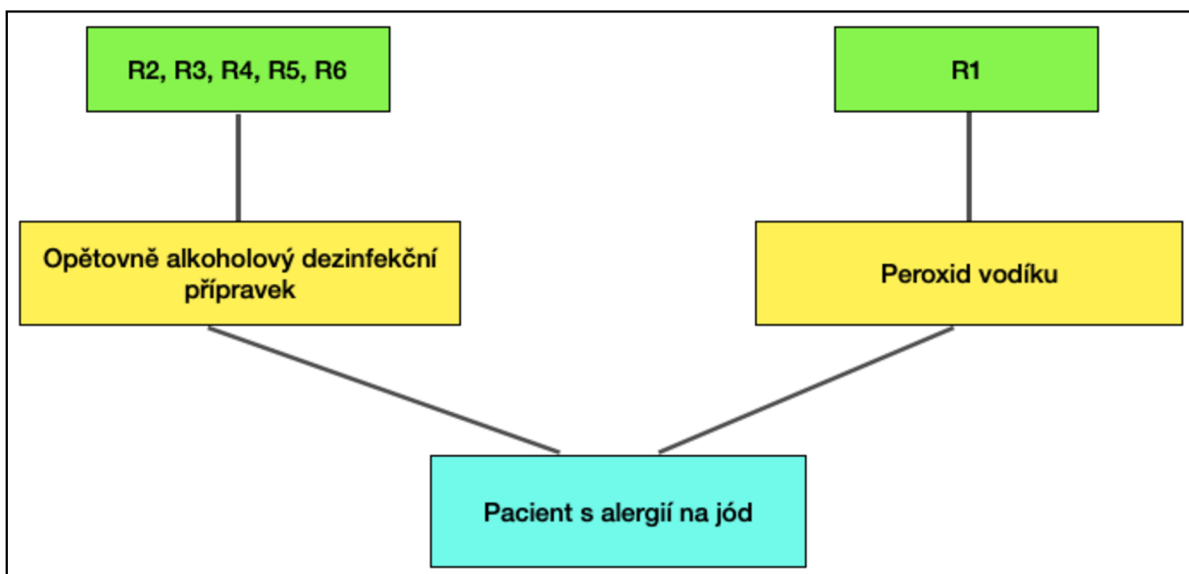 R2, R3, R4, R5, R6
R1
Opětovně alkoholový dezinfekční
přípravek
Peroxid vodíku
Pacient s alergií na jód